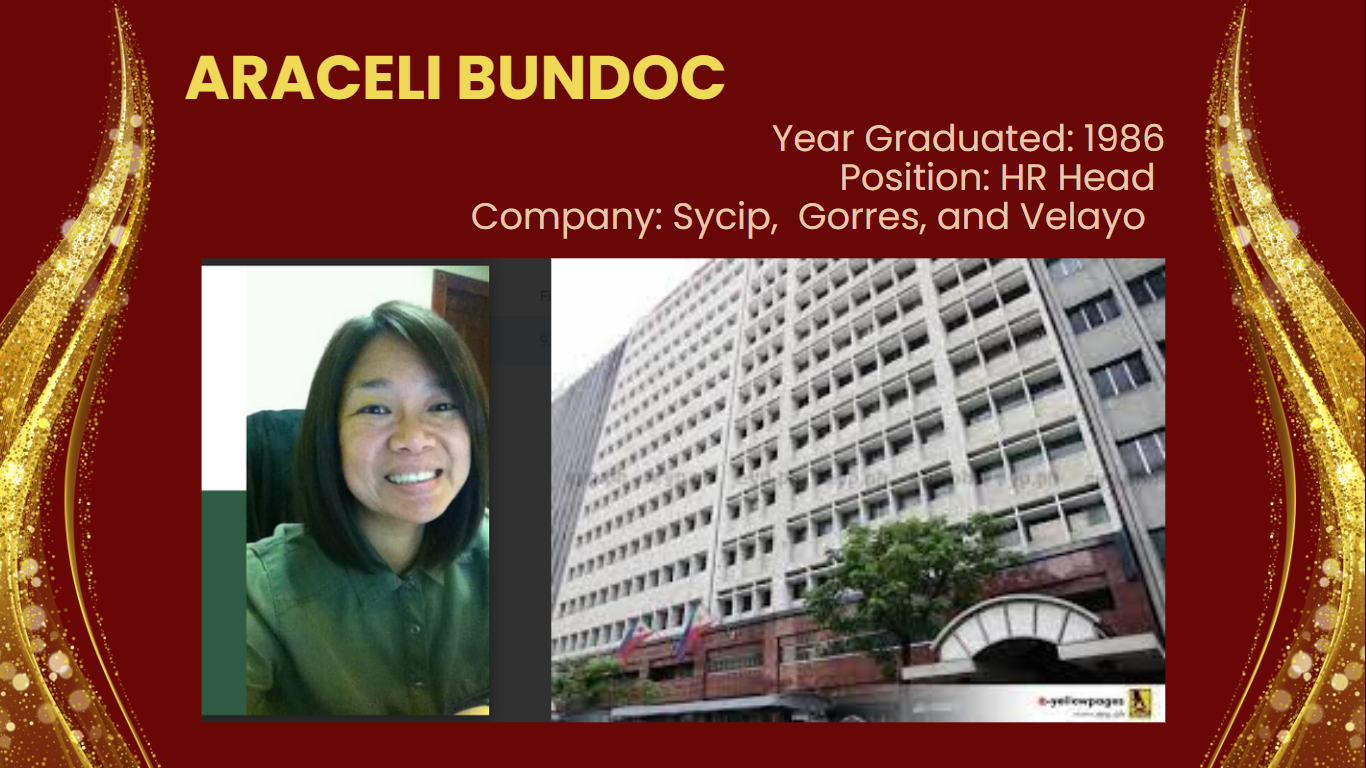 ARACELI BUNDOC
Year Graduated: 1986
Position: HR Head
Company: Sycip, Gorres, and Velayo
e-yellowpages